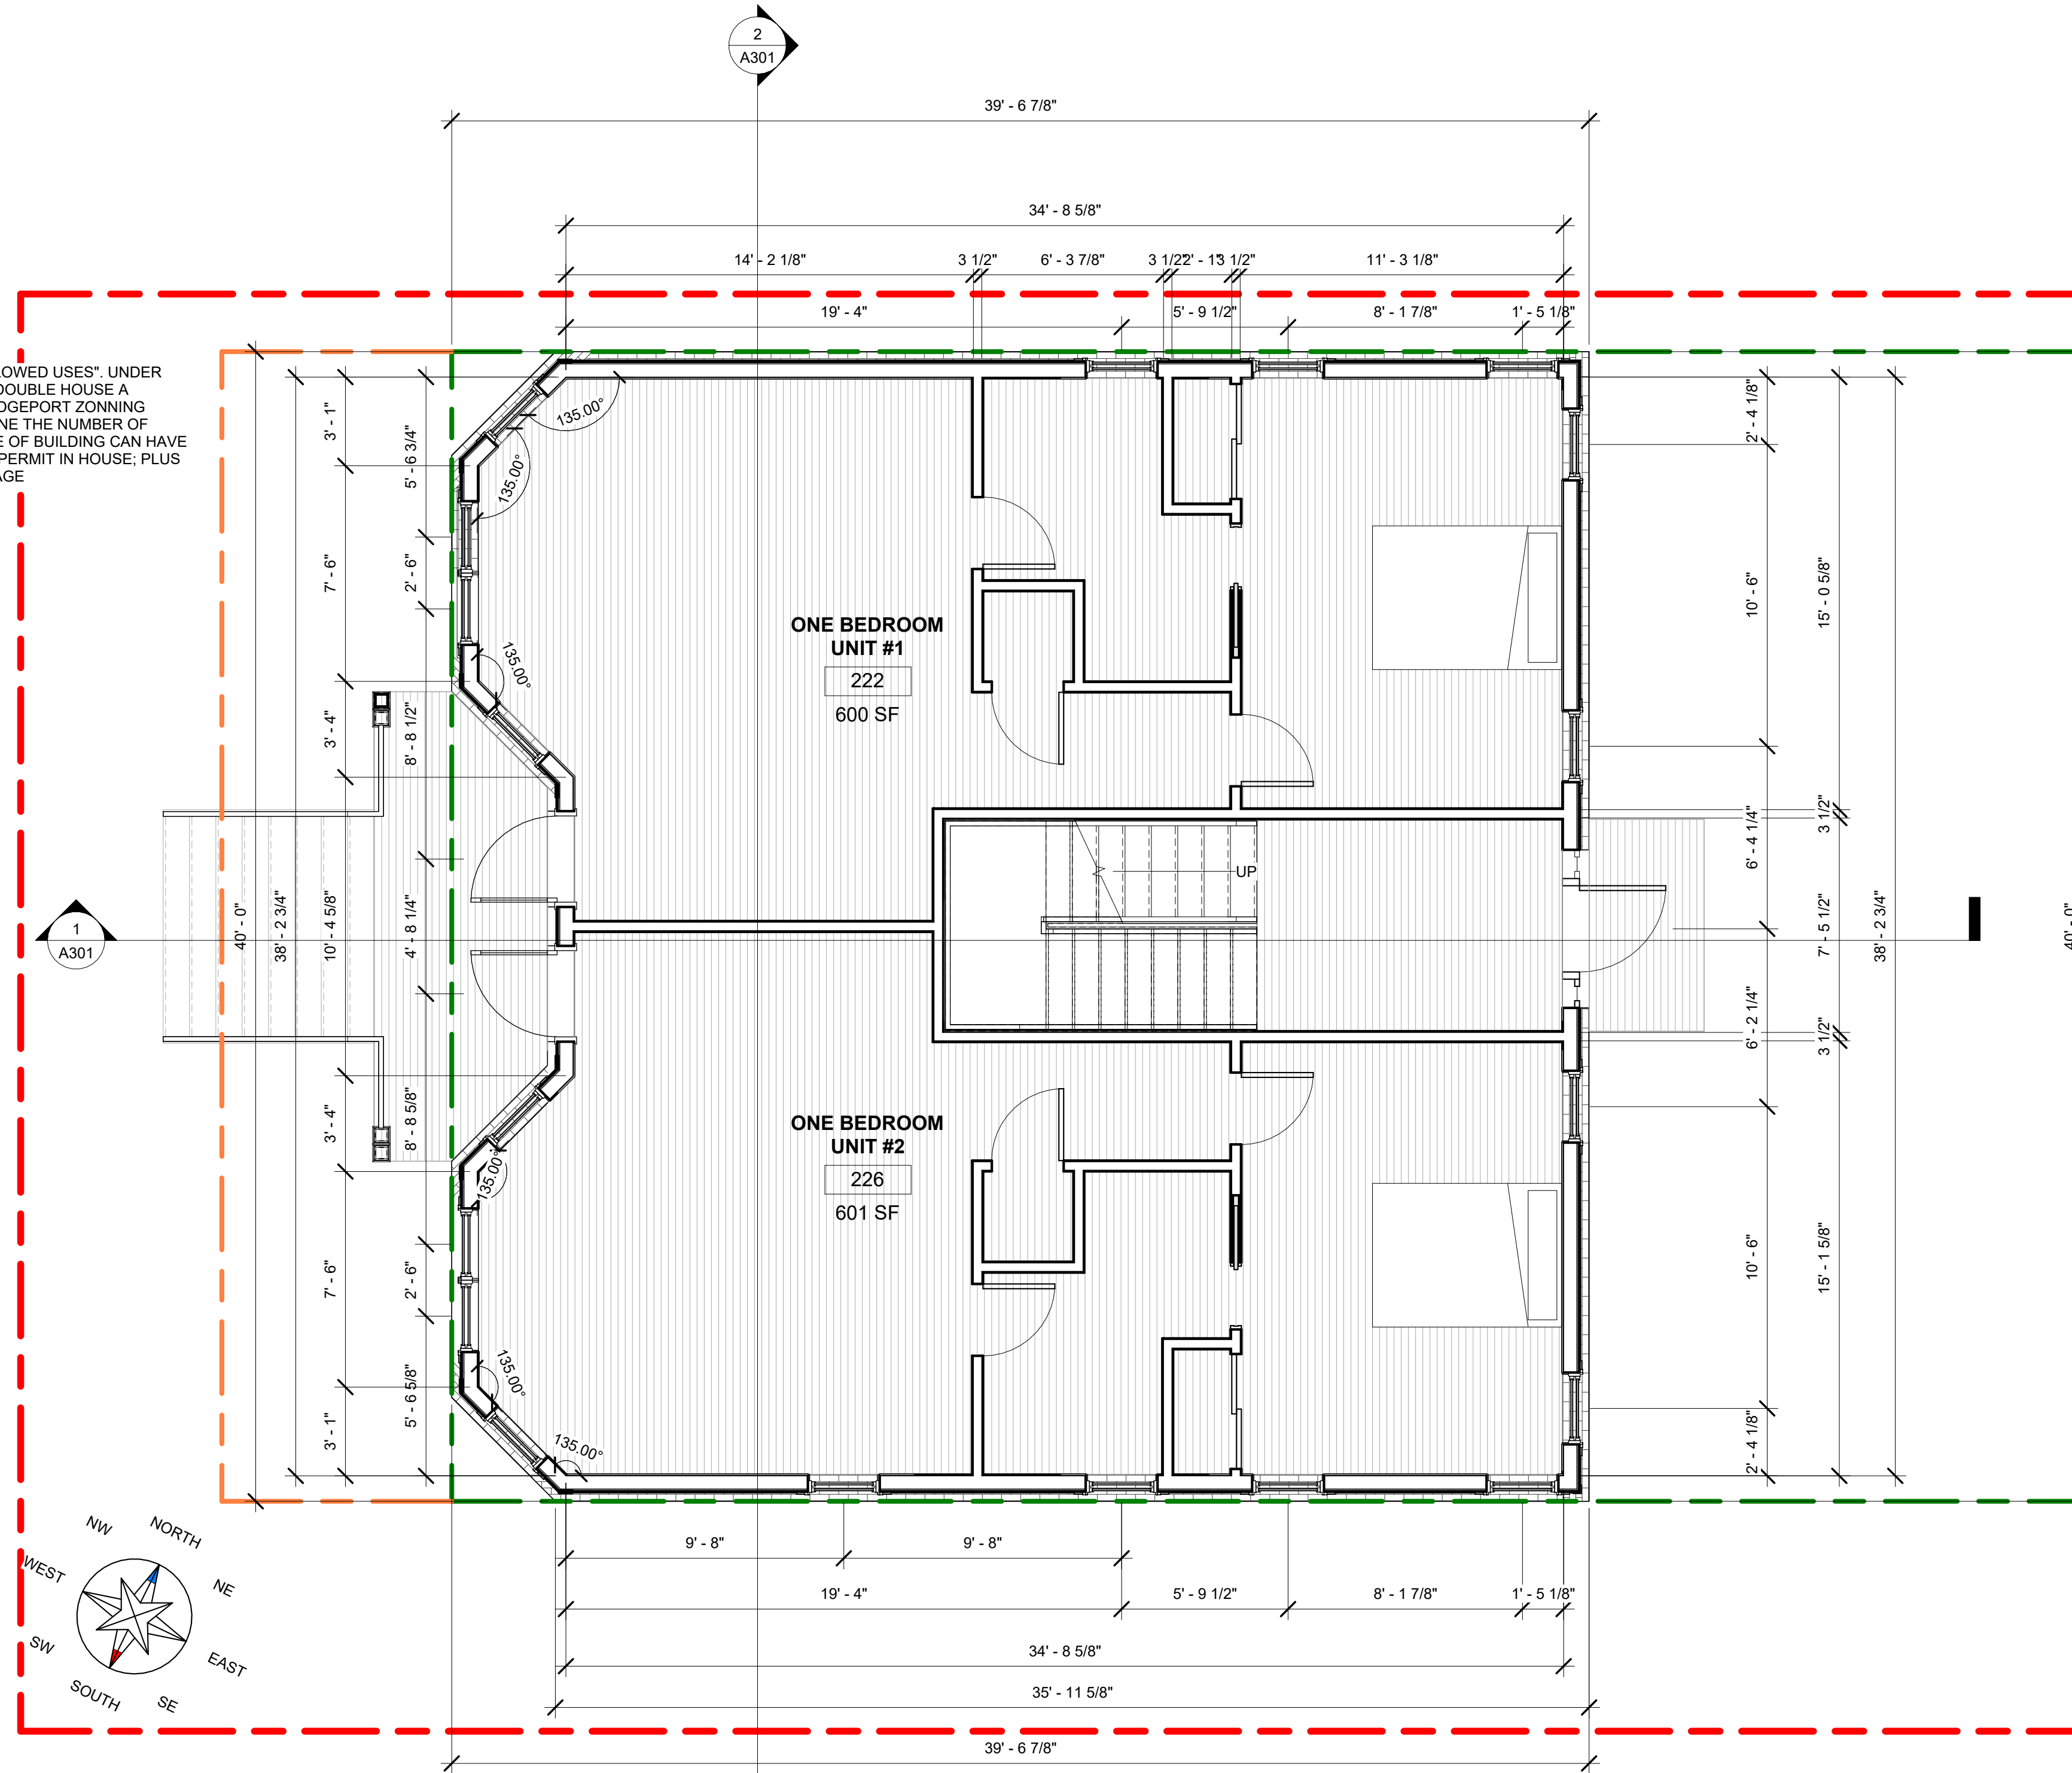 2
A301
39' - 6 7/8"
34' - 8 5/8"
14' - 2 1/8"
3 1/2"
6' - 3 7/8"
3 1/2"
2' - 1"
3 1/2"
11' - 3 1/8"
19' - 4"
5' - 9 1/2"
8' - 1 7/8"
1' - 5 1/8"
LOWED USES". UNDER
DOUBLE HOUSE A
DGEPORT ZONNING
NE THE NUMBER OF
E OF BUILDING CAN HAVE
PERMIT IN HOUSE; PLUS
AGE
3' - 1"
5' - 6 3/4"
7' - 6"
2' - 6"
3' - 4"
8' - 8 1/2"
40' - 0"
38' - 2 3/4"
10' - 4 5/8"
4' - 8 1/4"
3' - 4"
8' - 8 5/8"
7' - 6"
2' - 6"
3' - 1"
5' - 6 5/8"
135.00°
135.00°
135.00°
135.00°
135.00°
135.00°
ONE BEDROOM
UNIT #1
222
600 SF
UP
1
A301
ONE BEDROOM
UNIT #2
226
601 SF
2' - 4 1/8"
10' - 6"
15' - 0 5/8"
6' - 4 1/4"
3 1/2"
7' - 5 1/2"
38' - 2 3/4"
40' - 0"
6' - 2 1/4"
3 1/2"
10' - 6"
15' - 1 5/8"
2' - 4 1/8"
9' - 8"
9' - 8"
19' - 4"
5' - 9 1/2"
8' - 1 7/8"
1' - 5 1/8"
34' - 8 5/8"
35' - 11 5/8"
39' - 6 7/8"
NW
NORTH
WEST
NE
SW
EAST
SOUTH
SE